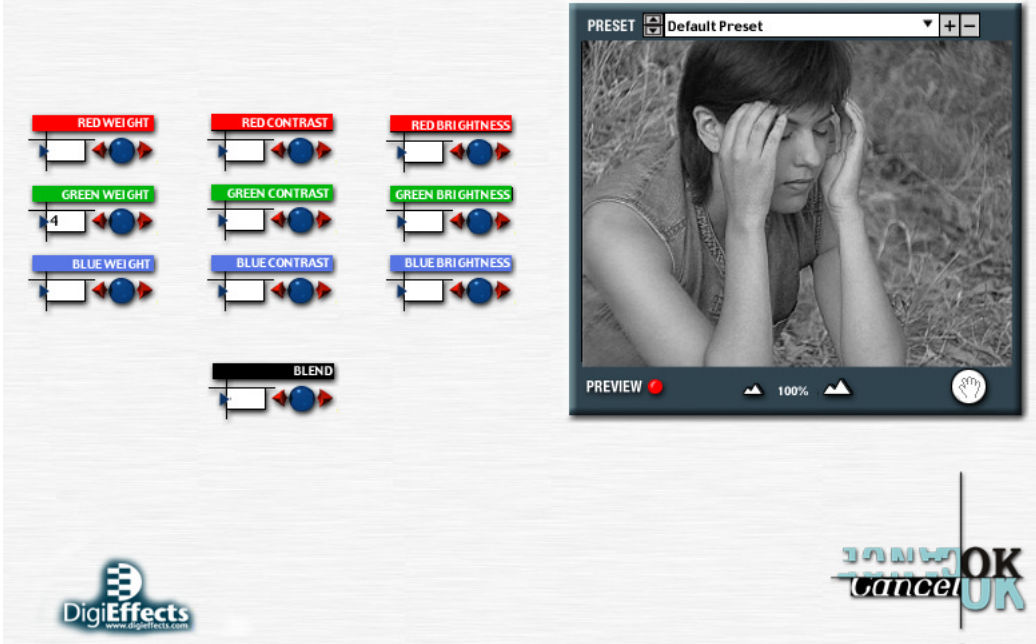 PRESET Default Preset + −
RED WEIGHT RED CONTRAST RED BRIGHTNESS
GREEN WEIGHT GREEN CONTRAST GREEN BRIGHTNESS
4
BLUE WEIGHT BLUE CONTRAST BLUE BRIGHTNESS
BLEND
PREVIEW 100%
Cancel OK
DigiEffects
www.digieffects.com